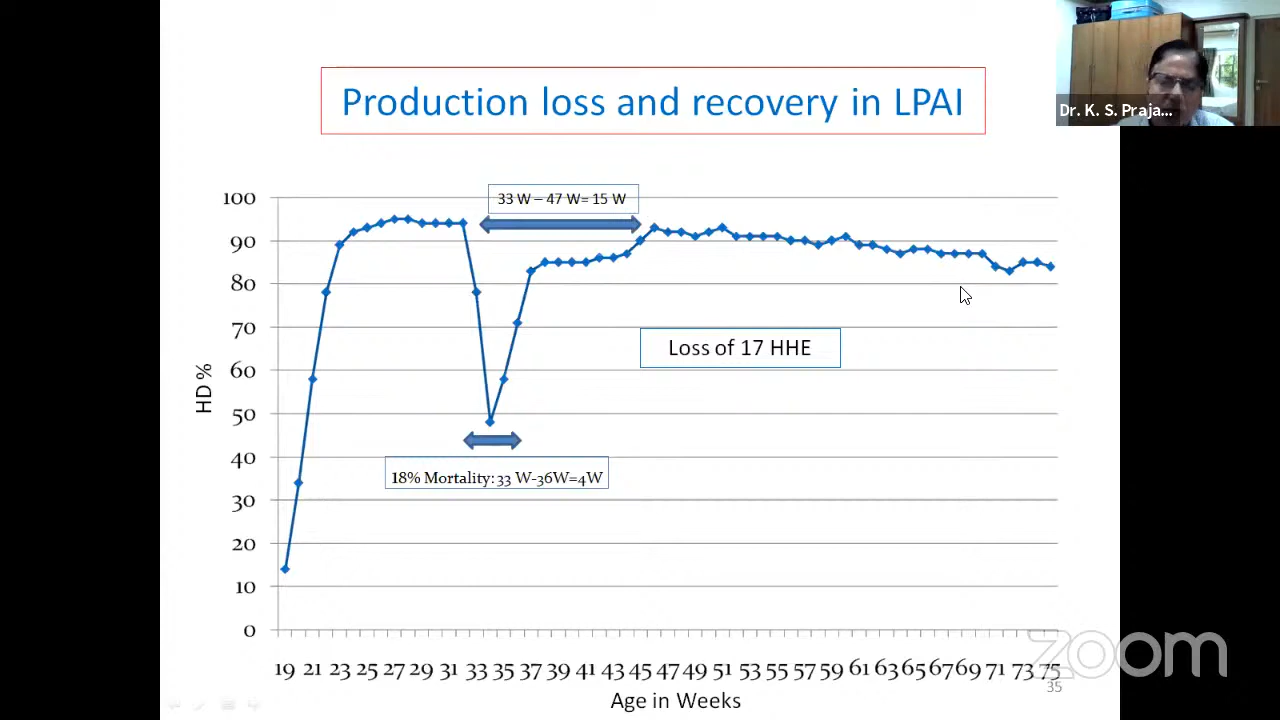 Production loss and recovery in LPAI
Dr. K. S. Praja...
33 W – 47 W= 15 W
100
90
80
70
60
50
40
30
20
10
0
HD %
Loss of 17 HHE
18% Mortality: 33 W-36W=4W
19 21 23 25 27 29 31 33 35 37 39 41 43 45 47 49 51 53 55 57 59 61 63 65 67 69 71 73 75
Age in Weeks
35
zoom